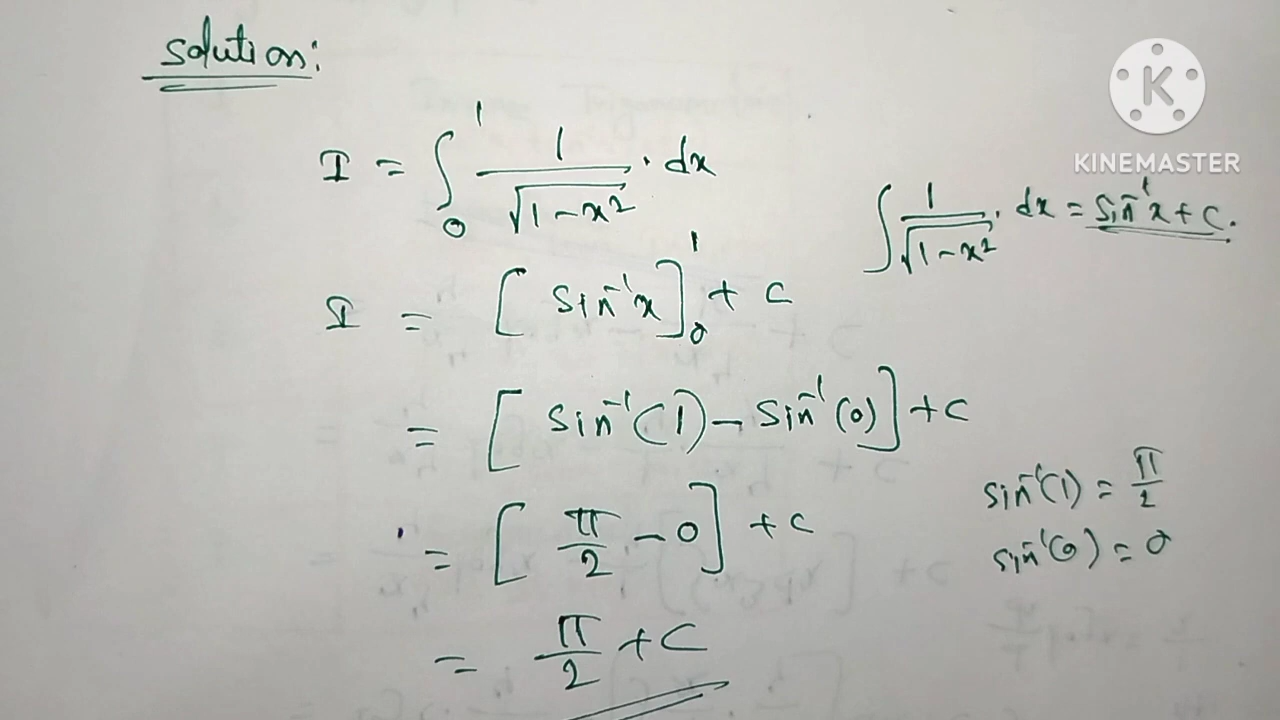 Solution:
I = ∫₀¹ 1/√(1-x²) · dx
∫ 1/√(1-x²) · dx = sin⁻¹x + c.
I = [sin⁻¹x]₀¹ + c
= [sin⁻¹(1) - sin⁻¹(0)] + c
= [π/2 - 0] + c
sin⁻¹(1) = π/2
sin⁻¹(0) = 0
= π/2 + C
K
KINEMASTER